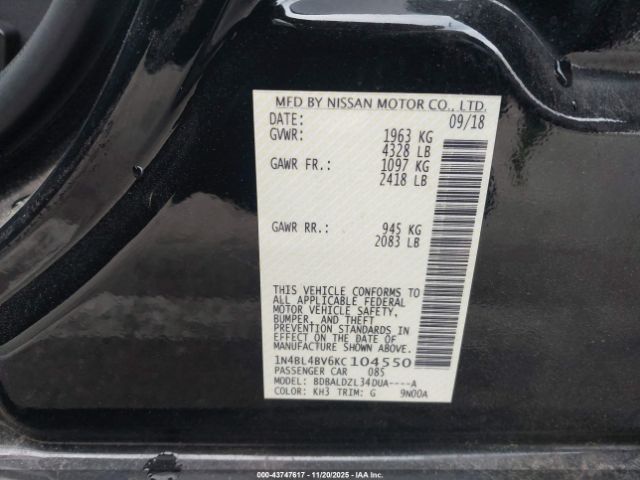 MFD BY NISSAN MOTOR CO., LTD.
DATE: 09/18
GVWR: 1963 KG
4328 LB
GAWR FR.: 1097 KG
2418 LB
GAWR RR.: 945 KG
2083 LB
THIS VEHICLE CONFORMS TO
ALL APPLICABLE FEDERAL
MOTOR VEHICLE SAFETY,
BUMPER, AND THEFT
PREVENTION STANDARDS IN
EFFECT ON THE DATE OF
MANUFACTURE SHOWN ABOVE.
1N4BL4BV6KC104550
PASSENGER CAR 085
MODEL: BDBALDZL34DUA----A
COLOR: KH3 TRIM: G 9N00A
000-43747617 - 11/20/2025 - IAA Inc.